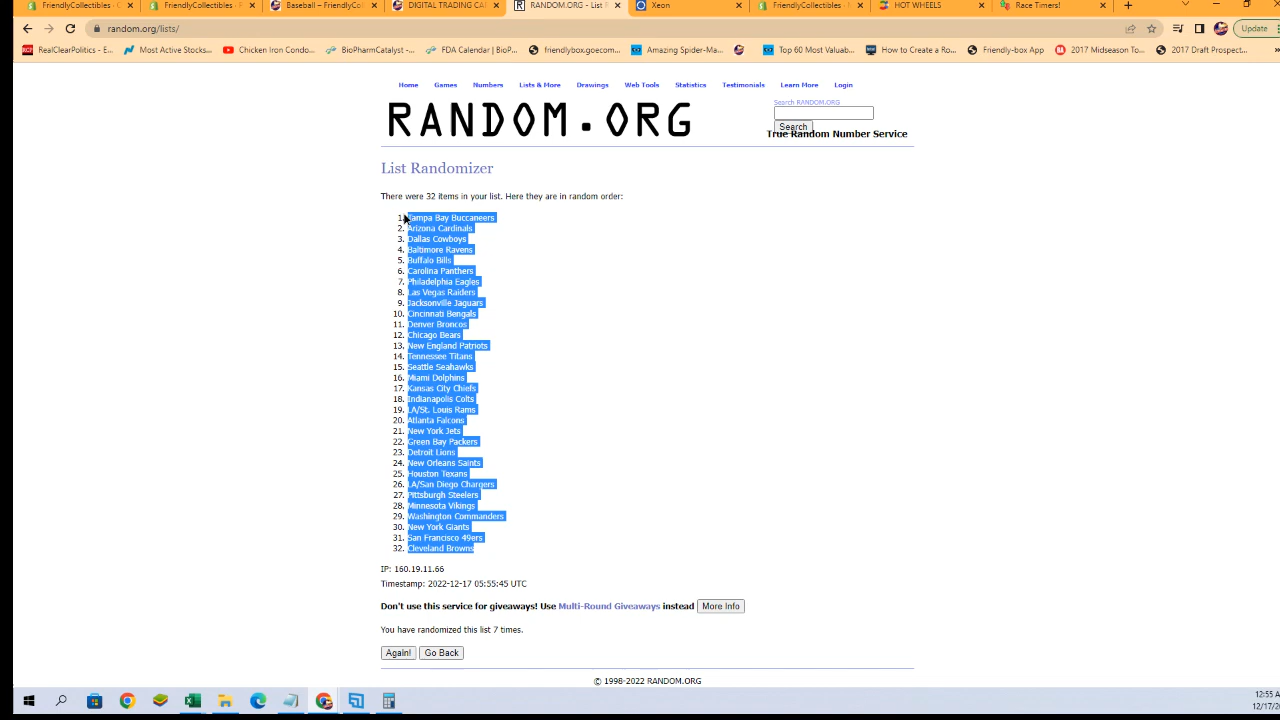 FriendlyCollectibles - C
FriendlyCollectibles - F
Baseball – FriendlyCol
DIGITAL TRADING CA
RANDOM.ORG - List R
Xeon
FriendlyCollectibles - M
HOT WHEELS
Race Timers!
random.org/lists/
Update
RealClearPolitics - E...
Most Active Stocks...
Chicken Iron Condo...
BioPharmCatalyst -...
FDA Calendar | BioP...
friendlybox.goecom...
Amazing Spider-Ma...
Top 60 Most Valuab...
How to Create a Ro...
Friendly-box App
2017 Midseason To...
2017 Draft Prospect...
Home Games Numbers Lists & More Drawings Web Tools Statistics Testimonials Learn More Login
RANDOM.ORG
Search RANDOM.ORG
Search
True Random Number Service
List Randomizer
There were 32 items in your list. Here they are in random order:
1. Tampa Bay Buccaneers
2. Arizona Cardinals
3. Dallas Cowboys
4. Baltimore Ravens
5. Buffalo Bills
6. Carolina Panthers
7. Philadelphia Eagles
8. Las Vegas Raiders
9. Jacksonville Jaguars
10. Cincinnati Bengals
11. Denver Broncos
12. Chicago Bears
13. New England Patriots
14. Tennessee Titans
15. Seattle Seahawks
16. Miami Dolphins
17. Kansas City Chiefs
18. Indianapolis Colts
19. LA/St. Louis Rams
20. Atlanta Falcons
21. New York Jets
22. Green Bay Packers
23. Detroit Lions
24. New Orleans Saints
25. Houston Texans
26. LA/San Diego Chargers
27. Pittsburgh Steelers
28. Minnesota Vikings
29. Washington Commanders
30. New York Giants
31. San Francisco 49ers
32. Cleveland Browns
IP: 160.19.11.66
Timestamp: 2022-12-17 05:55:45 UTC
Don't use this service for giveaways! Use Multi-Round Giveaways instead More Info
You have randomized this list 7 times.
Again! Go Back
© 1998-2022 RANDOM.ORG
12:55 A
12/17/2